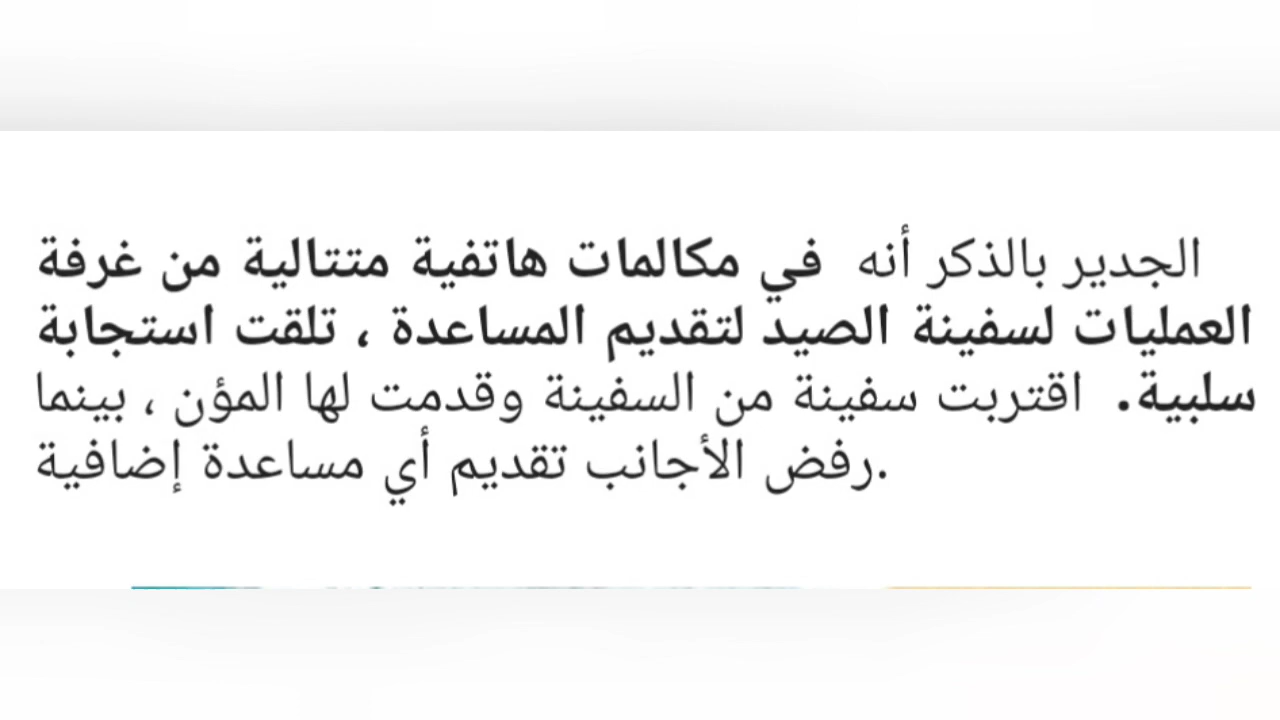 الجدير بالذكر أنه في مكالمات هاتفية متتالية من غرفة
العمليات لسفينة الصيد لتقديم المساعدة ، تلقت استجابة
سلبية. اقتربت سفينة من السفينة وقدمت لها المؤن ، بينما
.رفض الأجانب تقديم أي مساعدة إضافية